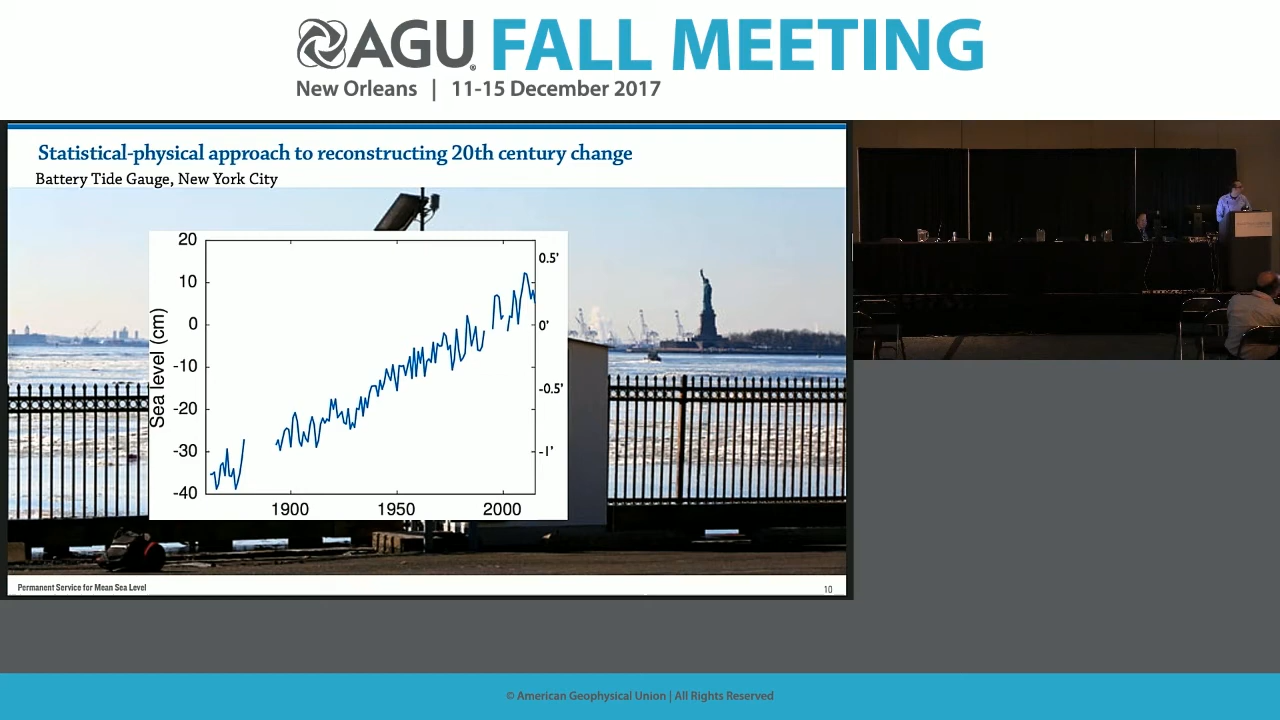 AGU FALL MEETING
New Orleans | 11-15 December 2017
Statistical-physical approach to reconstructing 20th century change
Battery Tide Gauge, New York City
Sea level (cm)
20
10
0
-10
-20
-30
-40
1900
1950
2000
0.5'
0'
-0.5'
-1'
Permanent Service for Mean Sea Level
10
© American Geophysical Union | All Rights Reserved